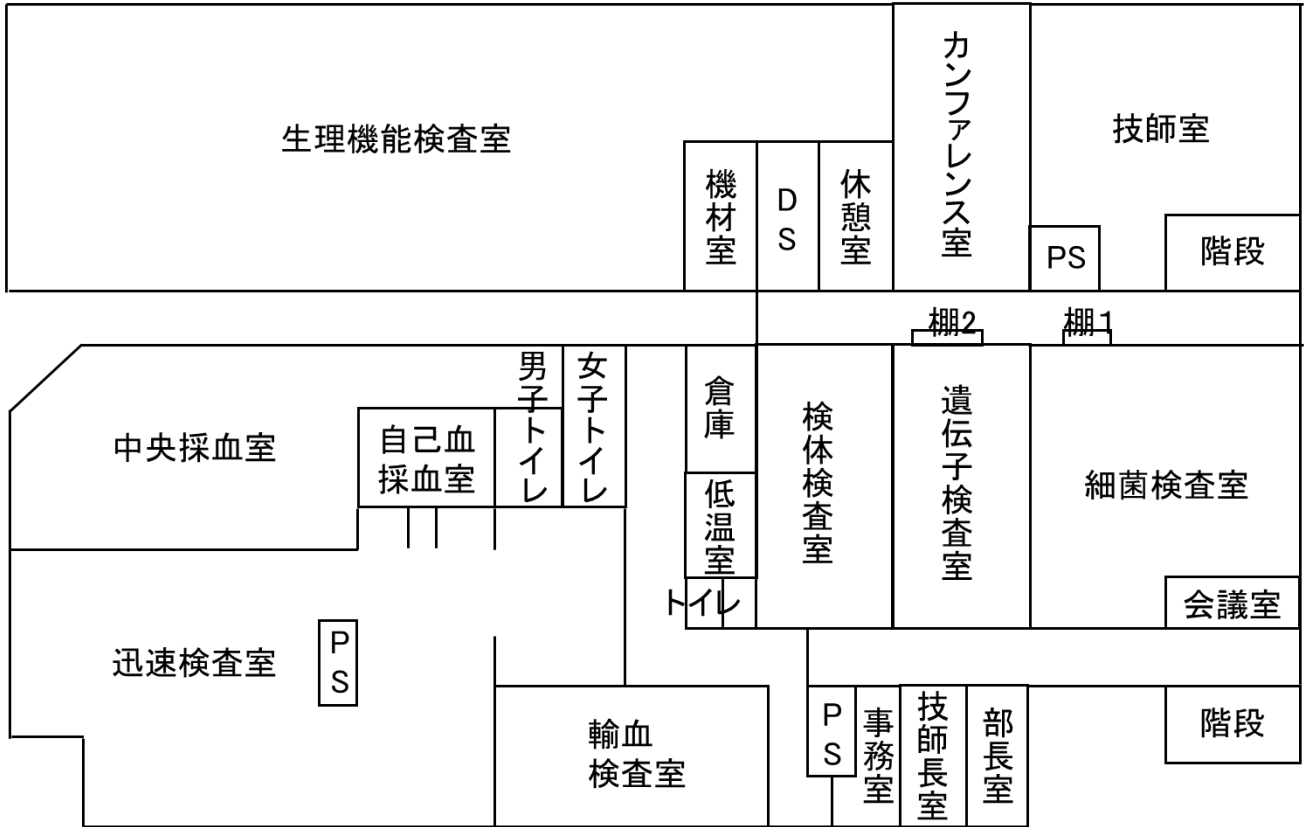 生理機能検査室
機材室
DS
休憩室
カンファレンス室
技師室
PS
階段
棚2
棚1
中央採血室
自己血
採血室
男子トイレ
女子トイレ
倉庫
低温室
トイレ
検体検査室
遺伝子検査室
細菌検査室
会議室
迅速検査室
PS
輸血
検査室
PS
事務室
技師長室
部長室
階段